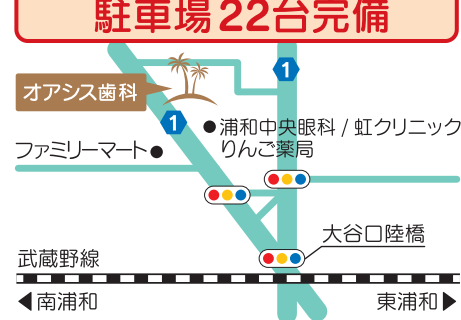 駐車場22台完備
1
オアシス歯科
1
●浦和中央眼科 / 虹クリニック
りんご薬局
ファミリーマート●
大谷口陸橋
武蔵野線
◀南浦和
東浦和▶